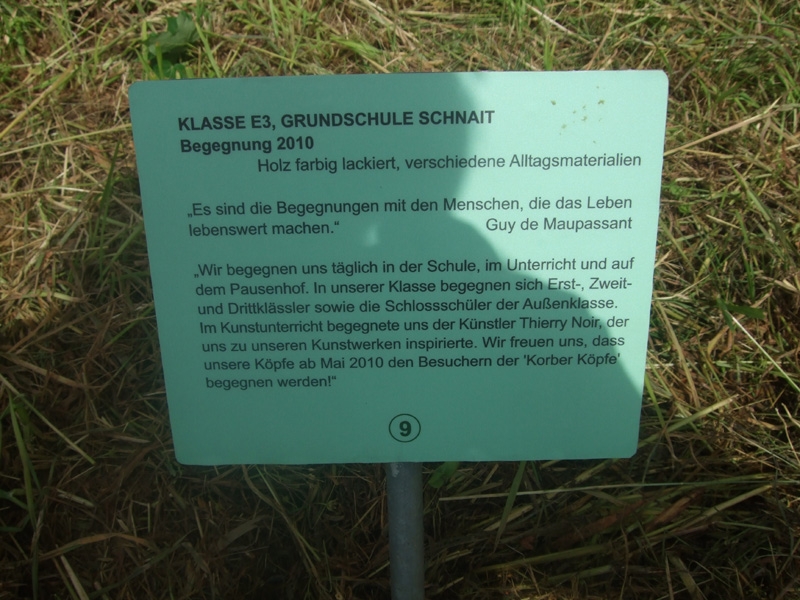 KLASSE E3, GRUNDSCHULE SCHNAIT
Begegnung 2010
Holz farbig lackiert, verschiedene Alltagsmaterialien
„Es sind die Begegnungen mit den Menschen, die das Leben
lebenswert machen.“ Guy de Maupassant
„Wir begegnen uns täglich in der Schule, im Unterricht und auf
dem Pausenhof. In unserer Klasse begegnen sich Erst-, Zweit-
und Drittklässler sowie die Schlossschüler der Außenklasse.
Im Kunstunterricht begegnete uns der Künstler Thierry Noir, der
uns zu unseren Kunstwerken inspirierte. Wir freuen uns, dass
unsere Köpfe ab Mai 2010 den Besuchern der 'Korber Köpfe'
begegnen werden!“
9